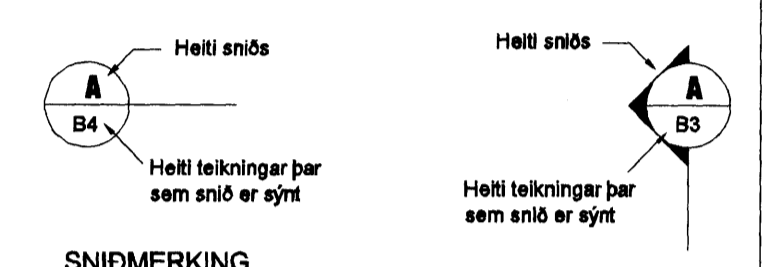 Heiti sniðs
A
B4
Heiti teikningar þar
sem snið er sýnt
SNIÐMERKING
Heiti sniðs
A
B3
Heiti teikningar þar
sem snið er sýnt